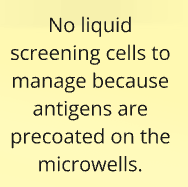 No liquid
screening cells to
manage because
antigens are
precoated on the
microwells.